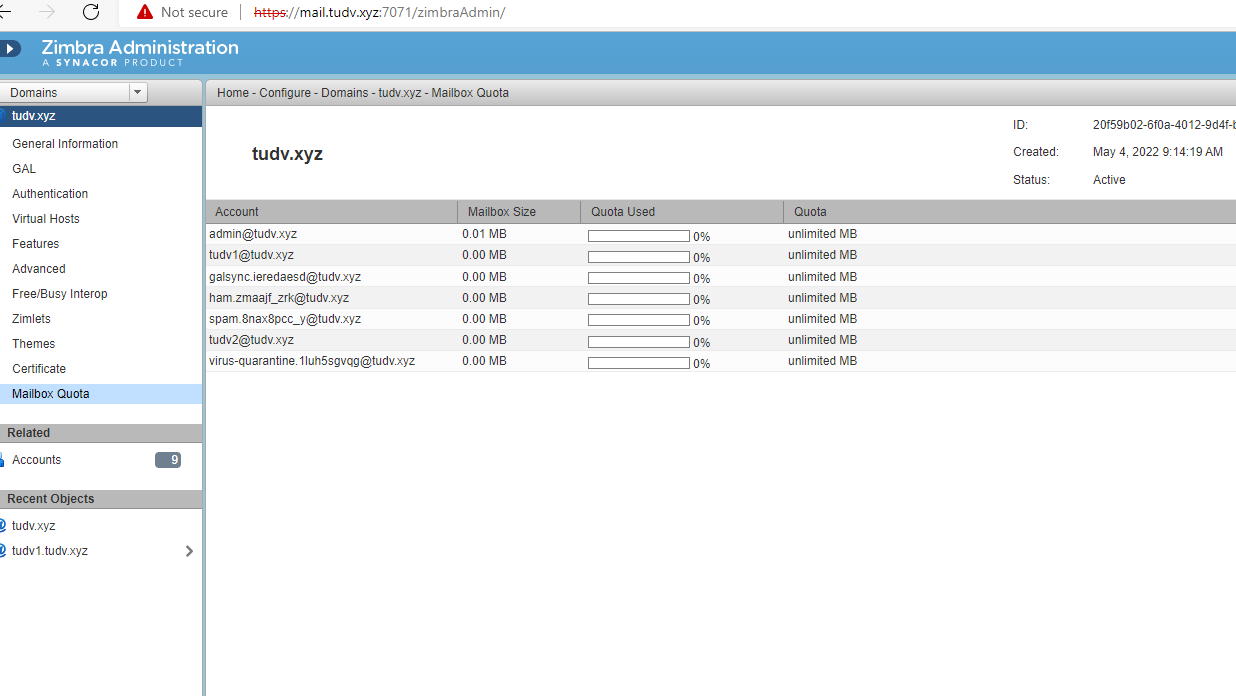 Not secure
https://mail.tudv.xyz:7071/zimbraAdmin/
Zimbra Administration
A SYNACOR PRODUCT
Domains
Home - Configure - Domains - tudv.xyz - Mailbox Quota
tudv.xyz
General Information
GAL
Authentication
Virtual Hosts
Features
Advanced
Free/Busy Interop
Zimlets
Themes
Certificate
Mailbox Quota
Related
Accounts 9
Recent Objects
tudv.xyz
tudv1.tudv.xyz
tudv.xyz
ID: 20f59b02-6f0a-4012-9d4f-
Created: May 4, 2022 9:14:19 AM
Status: Active
Account Mailbox Size Quota Used Quota
admin@tudv.xyz 0.01 MB 0% unlimited MB
tudv1@tudv.xyz 0.00 MB 0% unlimited MB
galsync.ieredaesd@tudv.xyz 0.00 MB 0% unlimited MB
ham.zmaajf_zrk@tudv.xyz 0.00 MB 0% unlimited MB
spam.8nax8pcc_y@tudv.xyz 0.00 MB 0% unlimited MB
tudv2@tudv.xyz 0.00 MB 0% unlimited MB
virus-quarantine.1luh5sgvqg@tudv.xyz 0.00 MB 0% unlimited MB